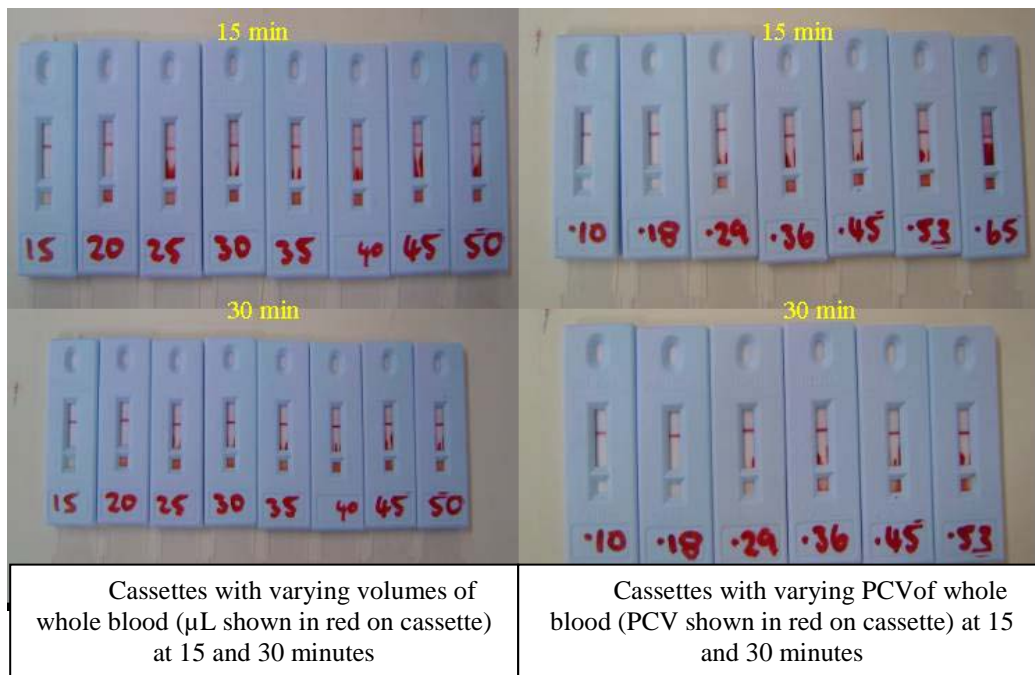 15 min
15 20 25 30 35 40 45 50
15 min
.10 .18 .29 .36 .45 .53 .65
30 min
15 20 25 30 35 40 45 50
30 min
.10 .18 .29 .36 .45 .53
Cassettes with varying volumes of
whole blood (µL shown in red on cassette)
at 15 and 30 minutes
Cassettes with varying PCVof whole
blood (PCV shown in red on cassette) at 15
and 30 minutes